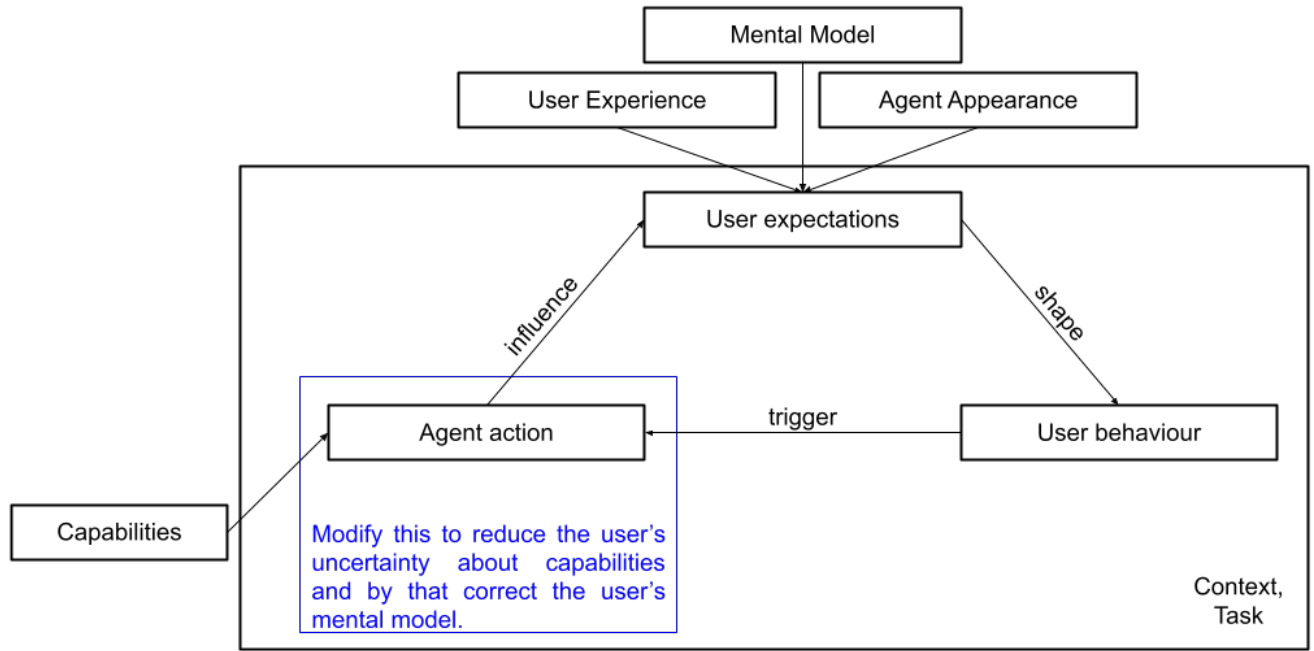 Mental Model
User Experience
Agent Appearance
User expectations
influence
shape
Agent action
trigger
User behaviour
Capabilities
Modify this to reduce the user’s
uncertainty about capabilities
and by that correct the user’s
mental model.
Context,
Task